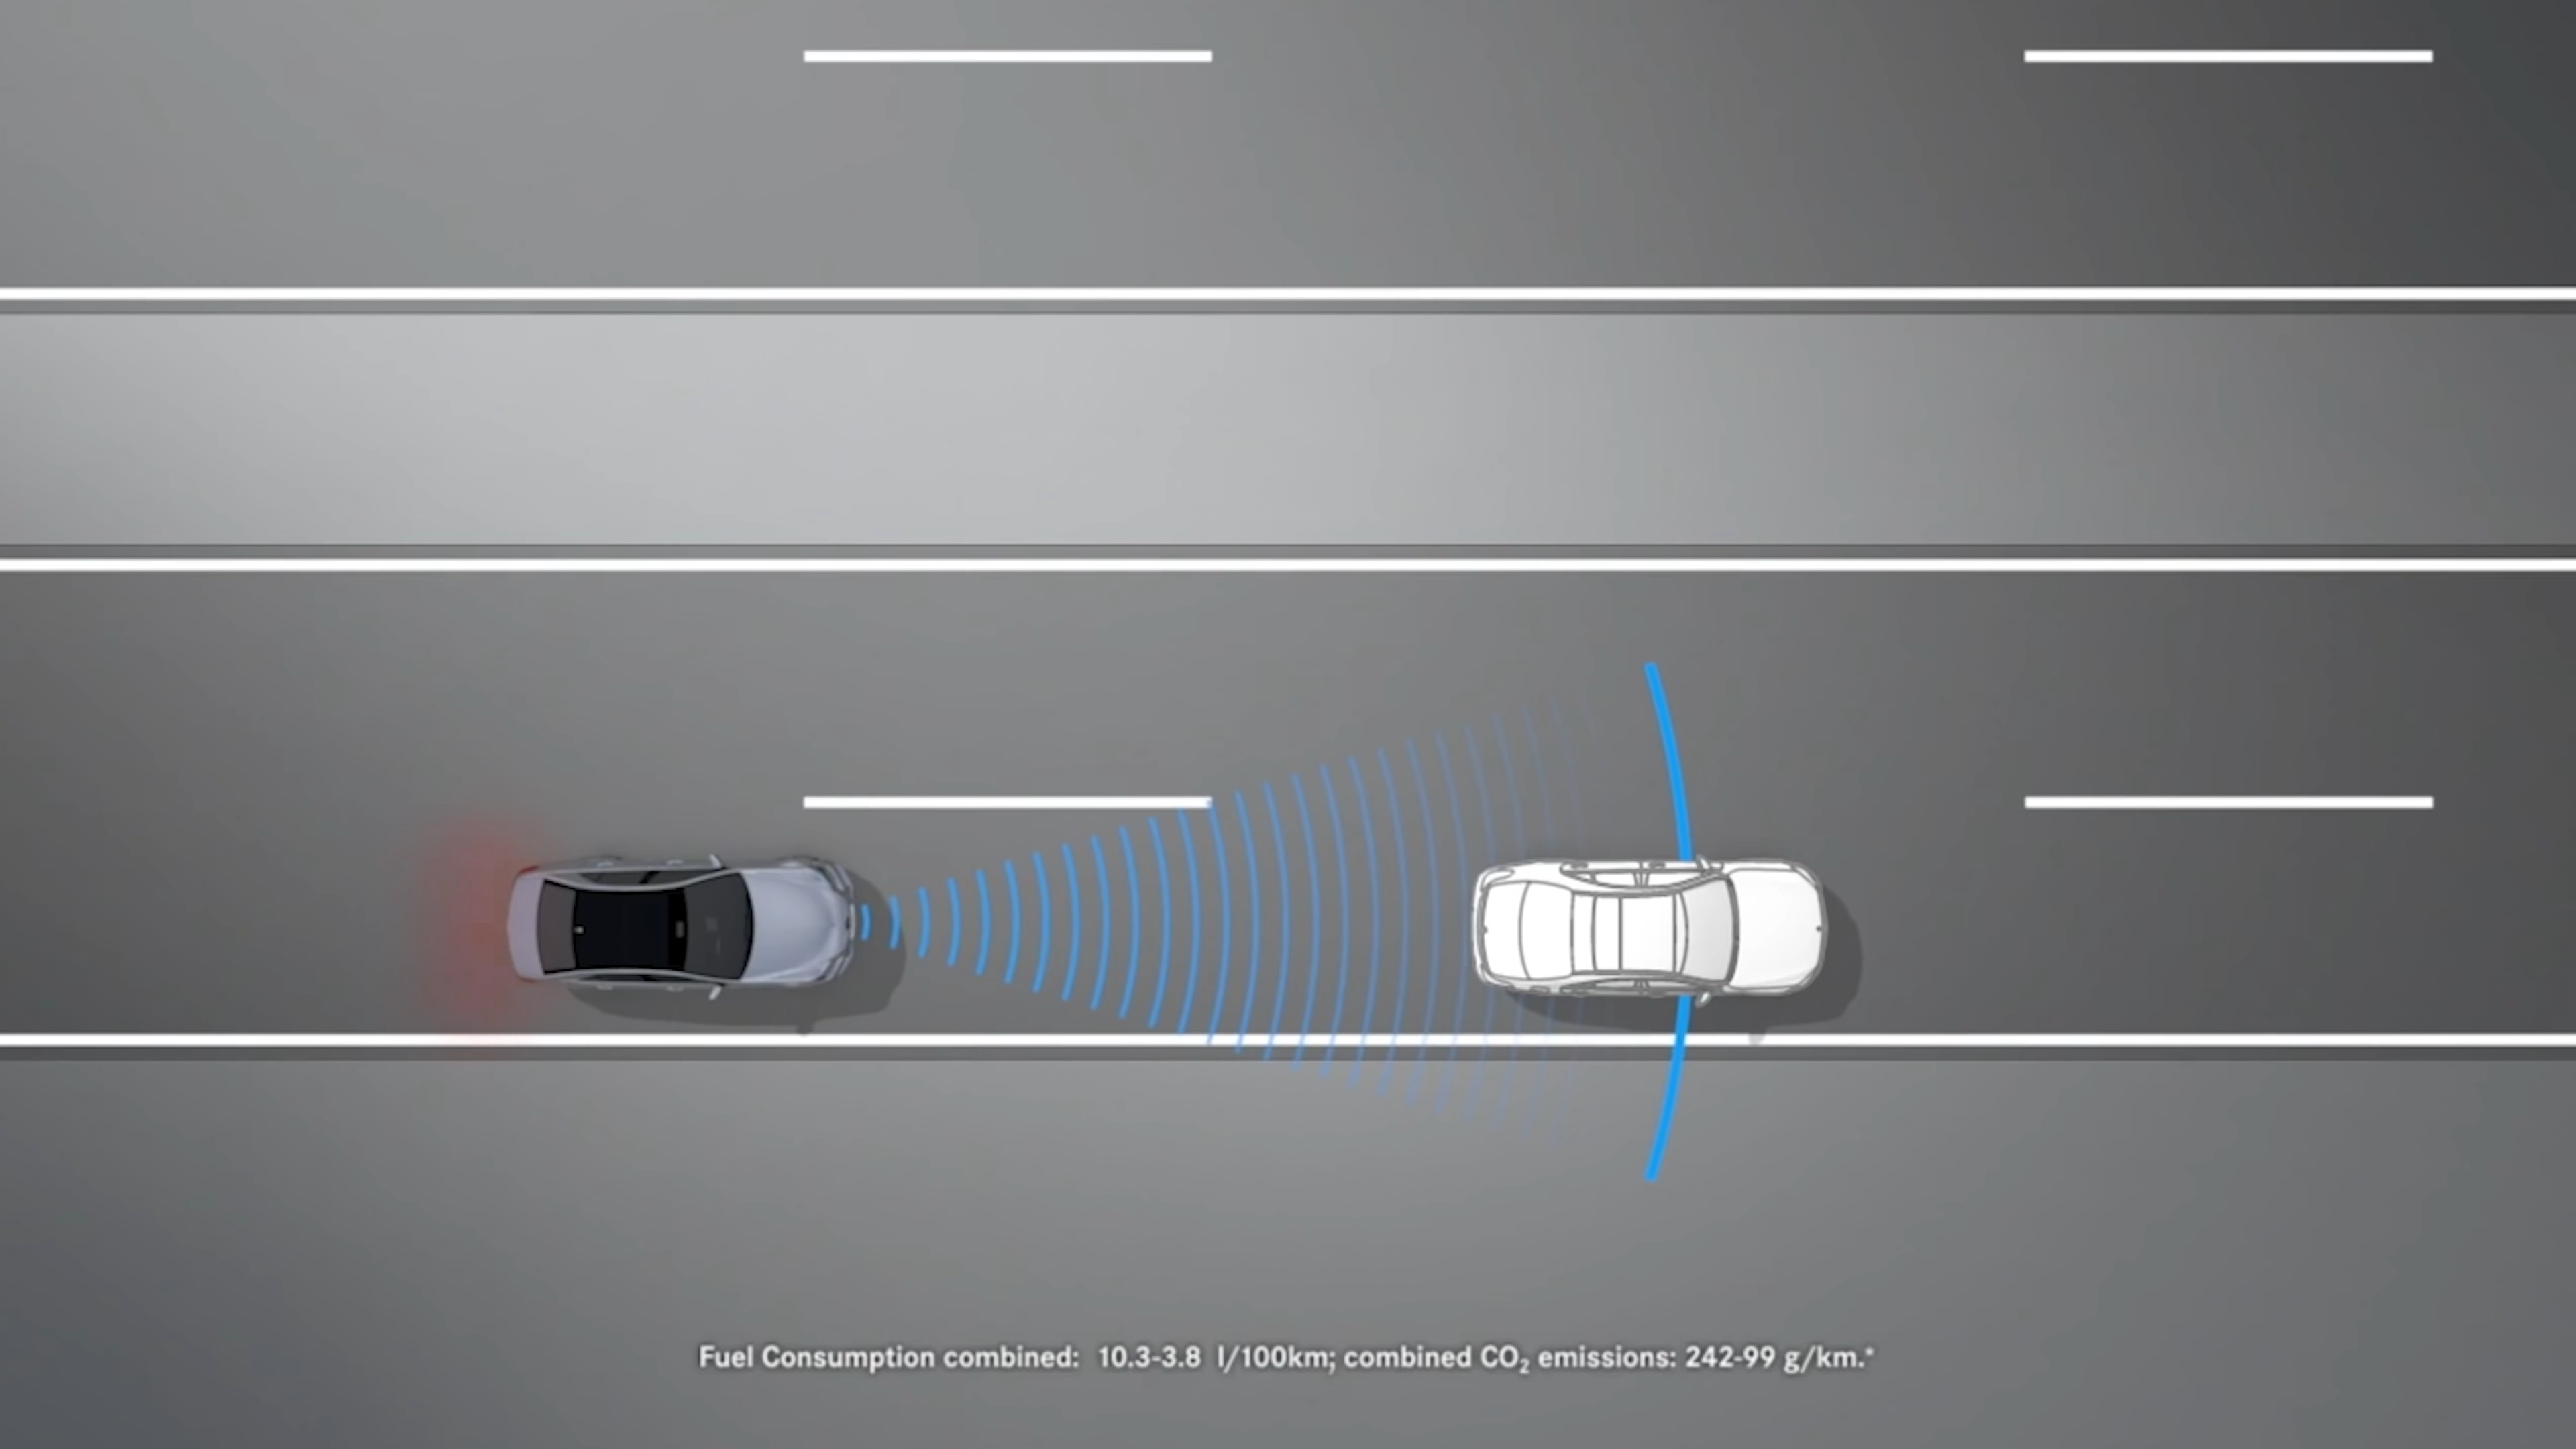 Fuel Consumption combined: 10.3-3.8 l/100km; combined CO₂ emissions: 242-99 g/km.*